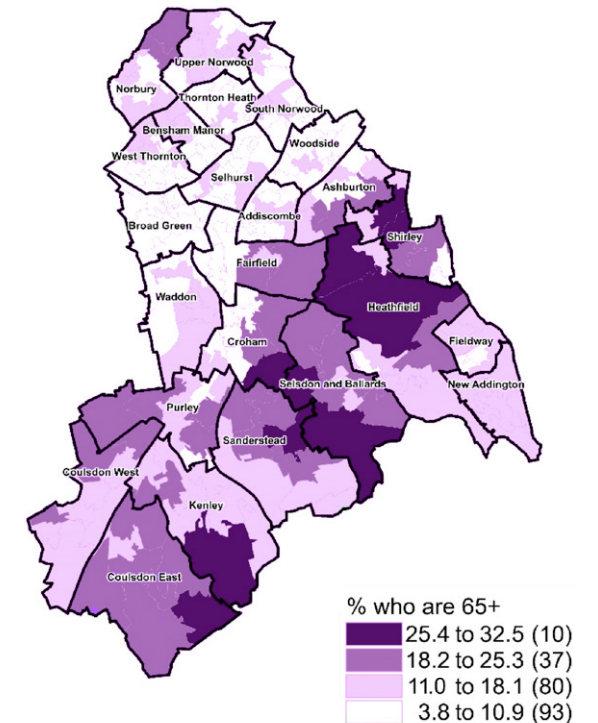 Upper Norwood
Norbury
Thornton Heath
South Norwood
Bensham Manor
Woodside
West Thornton
Selhurst
Ashburton
Addiscombe
Broad Green
Shirley
Fairfield
Waddon
Heathfield
Croham
Fieldway
Selsdon and Ballards
New Addington
Purley
Sanderstead
Coulsdon West
Kenley
Coulsdon East
% who are 65+
25.4 to 32.5 (10)
18.2 to 25.3 (37)
11.0 to 18.1 (80)
3.8 to 10.9 (93)